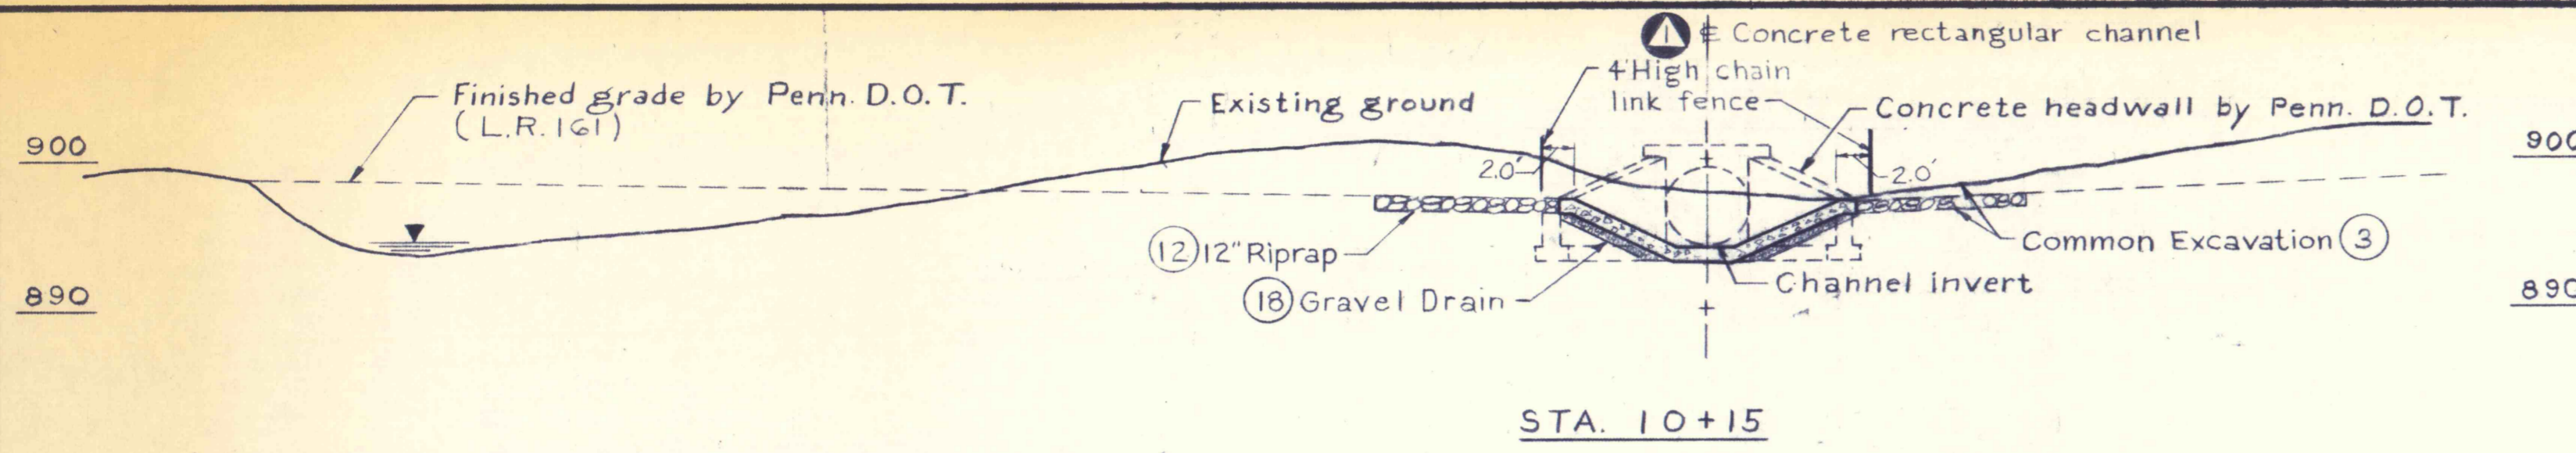 1 ℄ Concrete rectangular channel
4' High chain
link fence
Finished grade by Penn. D.O.T.
(L.R. 161)
Existing ground
Concrete headwall by Penn. D.O.T.
900
900
2.0'
2.0'
12 12" Riprap
Common Excavation 3
18 Gravel Drain
Channel invert
890
890
STA. 10+15